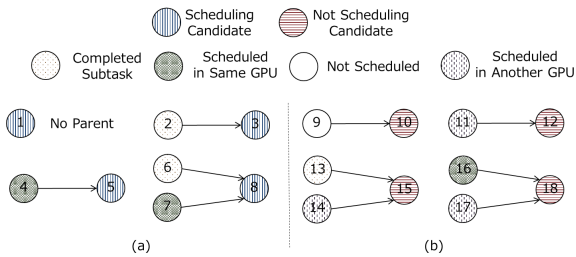 Scheduling
Candidate
Not Scheduling
Candidate
Completed
Subtask
Scheduled
in Same GPU
Not Scheduled
Scheduled
in Another GPU
1
No Parent
2
3
4
5
6
7
8
9
10
11
12
13
14
15
16
17
18
(a)
(b)